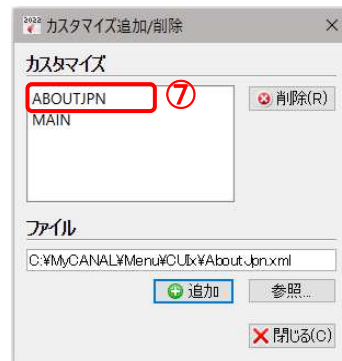 2022 カスタマイズ追加/削除
カスタマイズ
ABOUTJPN ⑦
MAIN
削除(R)
ファイル
C:¥MyCANAL¥Menu¥CUIx¥AboutJpn.xml
追加 参照...
閉じる(C)